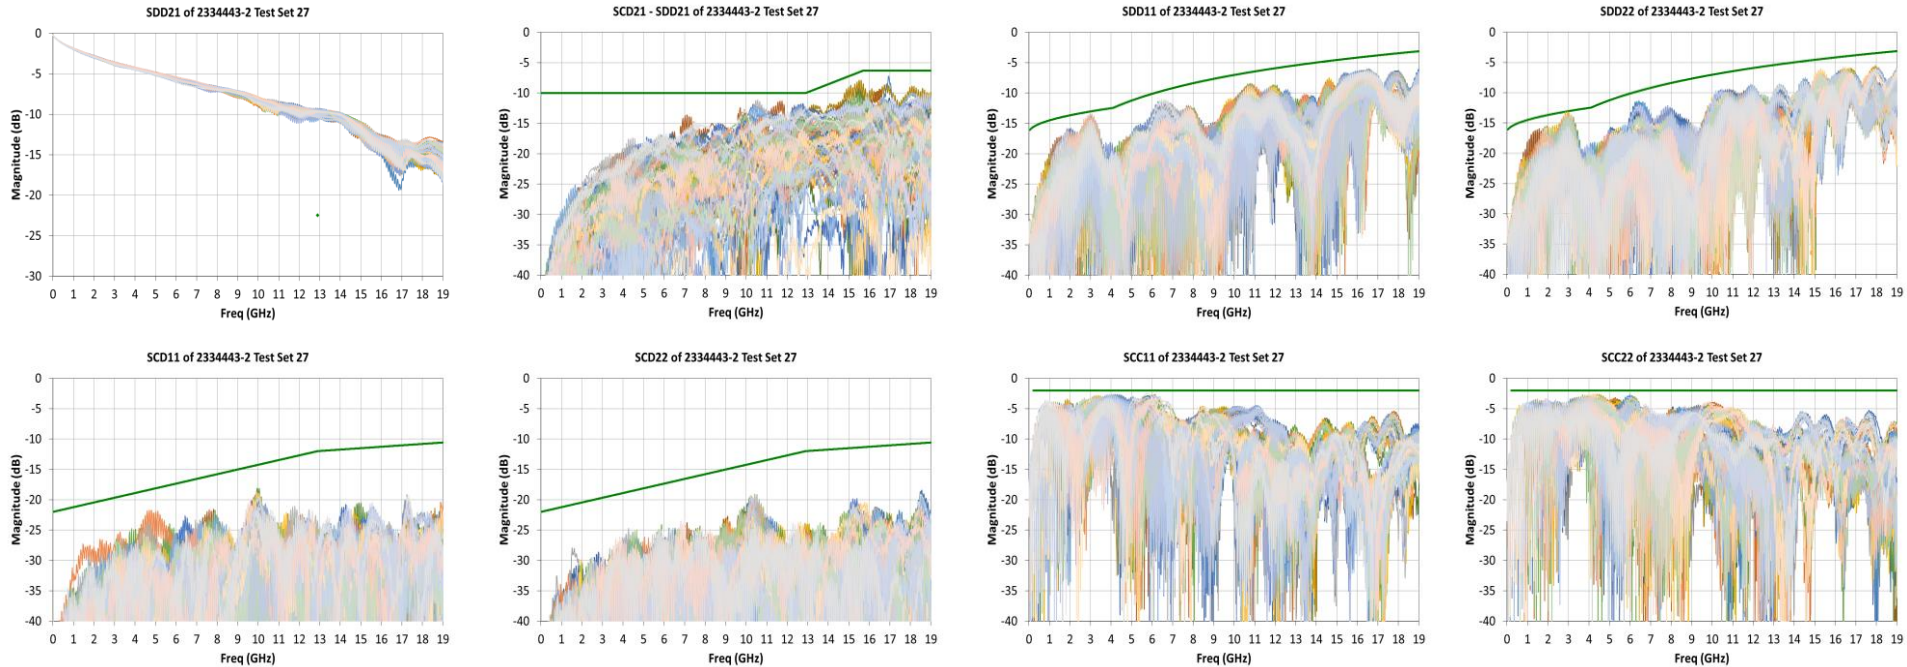 SDD21 of 2334443-2 Test Set 27
SCD21 - SDD21 of 2334443-2 Test Set 27
SDD11 of 2334443-2 Test Set 27
SDD22 of 2334443-2 Test Set 27
Magnitude (dB)
0
-5
-10
-15
-20
-25
-30
0 1 2 3 4 5 6 7 8 9 10 11 12 13 14 15 16 17 18 19
Freq (GHz)
Magnitude (dB)
0
-5
-10
-15
-20
-25
-30
-35
-40
0 1 2 3 4 5 6 7 8 9 10 11 12 13 14 15 16 17 18 19
Freq (GHz)
Magnitude (dB)
0
-5
-10
-15
-20
-25
-30
-35
-40
0 1 2 3 4 5 6 7 8 9 10 11 12 13 14 15 16 17 18 19
Freq (GHz)
Magnitude (dB)
0
-5
-10
-15
-20
-25
-30
-35
-40
0 1 2 3 4 5 6 7 8 9 10 11 12 13 14 15 16 17 18 19
Freq (GHz)
SCD11 of 2334443-2 Test Set 27
SCD22 of 2334443-2 Test Set 27
SCC11 of 2334443-2 Test Set 27
SCC22 of 2334443-2 Test Set 27
Magnitude (dB)
0
-5
-10
-15
-20
-25
-30
-35
-40
0 1 2 3 4 5 6 7 8 9 10 11 12 13 14 15 16 17 18 19
Freq (GHz)
Magnitude (dB)
0
-5
-10
-15
-20
-25
-30
-35
-40
0 1 2 3 4 5 6 7 8 9 10 11 12 13 14 15 16 17 18 19
Freq (GHz)
Magnitude (dB)
0
-5
-10
-15
-20
-25
-30
-35
-40
0 1 2 3 4 5 6 7 8 9 10 11 12 13 14 15 16 17 18 19
Freq (GHz)
Magnitude (dB)
0
-5
-10
-15
-20
-25
-30
-35
-40
0 1 2 3 4 5 6 7 8 9 10 11 12 13 14 15 16 17 18 19
Freq (GHz)